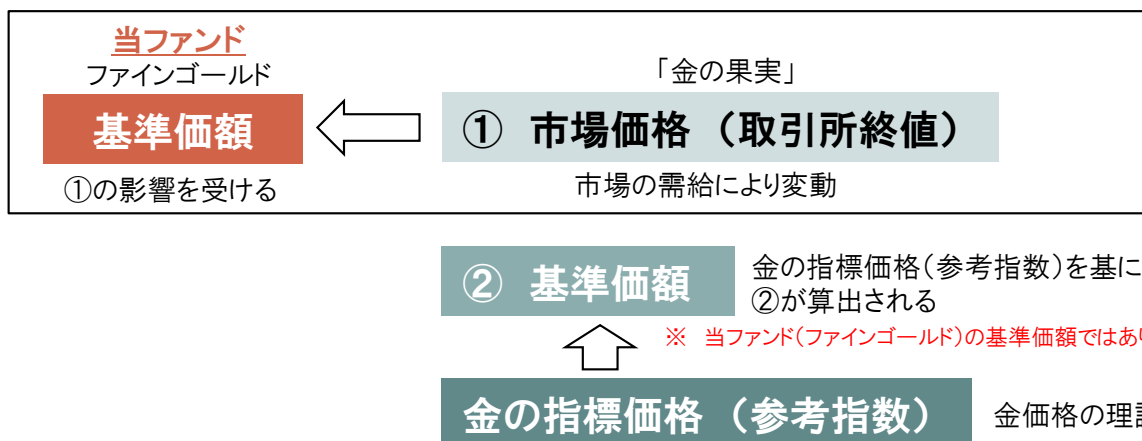 当ファンド
ファインゴールド
基準価額
①の影響を受ける
「金の果実」
① 市場価格（取引所終値）
市場の需給により変動
② 基準価額
金の指標価格（参考指数）を基に
②が算出される
※ 当ファンド（ファインゴールド）の基準価額ではあ
金の指標価格（参考指数）
金価格の理